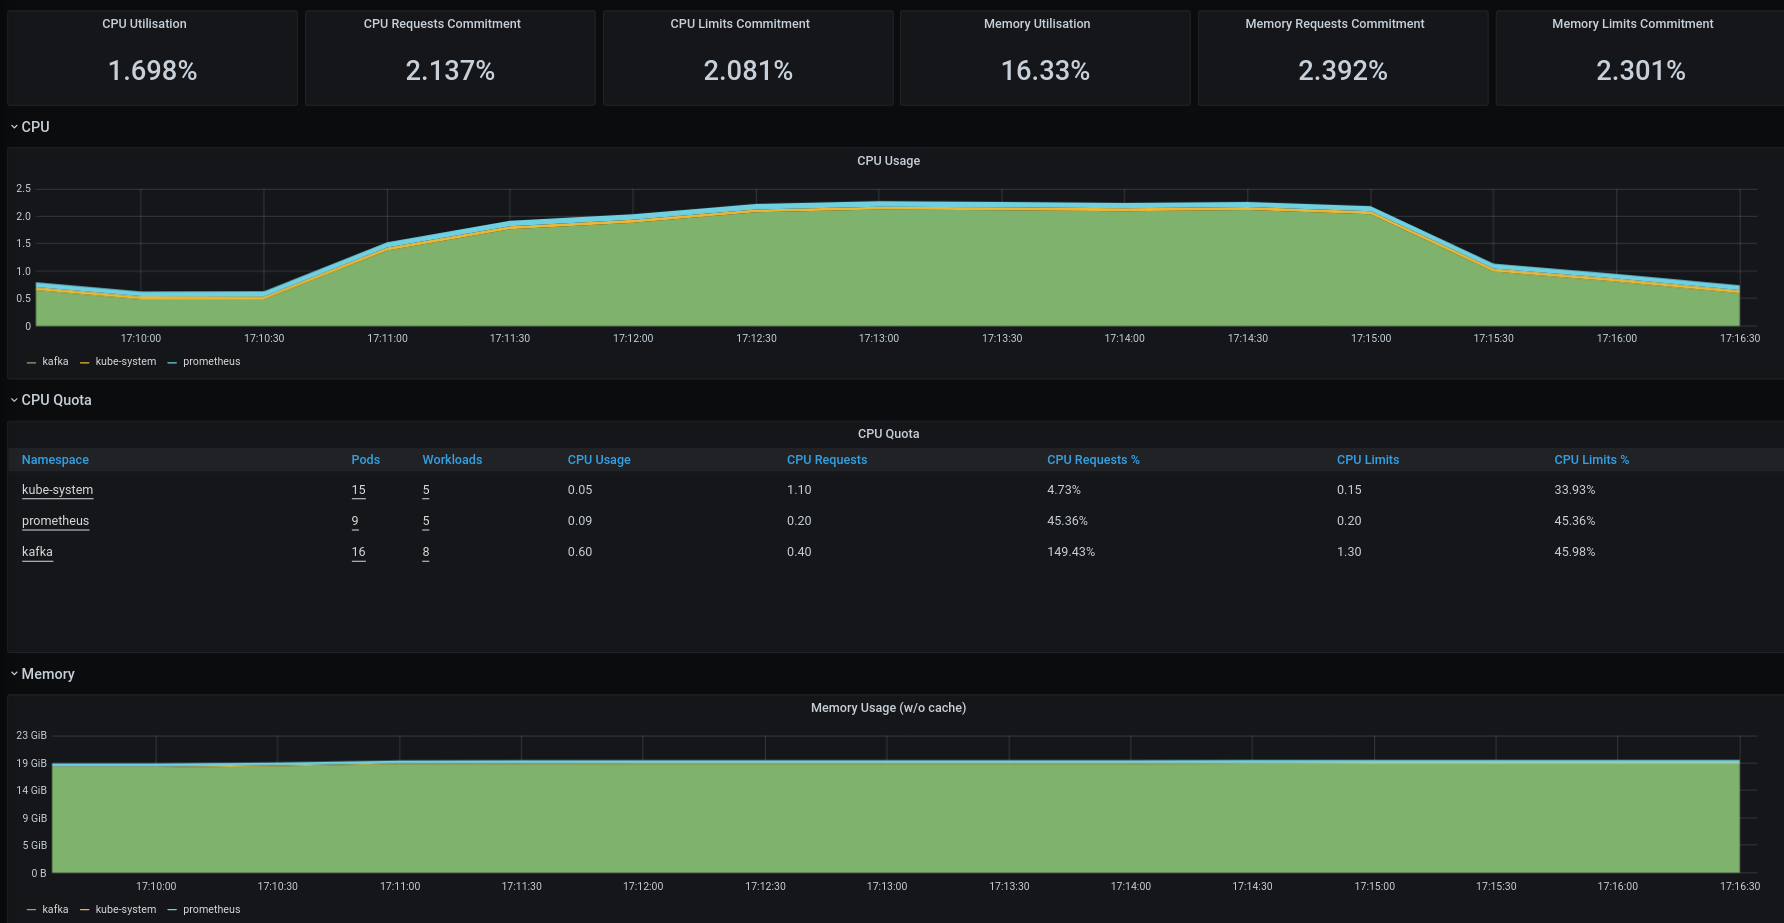 CPU Utilisation CPU Requests Commitment CPU Limits Commitment Memory Utilisation Memory Requests Commitment Memory Limits Commitment
1.698% 2.137% 2.081% 16.33% 2.392% 2.301%
CPU
CPU Usage
2.5
2.0
1.5
1.0
0.5
0
17:10:00 17:10:30 17:11:00 17:11:30 17:12:00 17:12:30 17:13:00 17:13:30 17:14:00 17:14:30 17:15:00 17:15:30 17:16:00 17:16:30
kafka kube-system prometheus
CPU Quota
CPU Quota
Namespace Pods Workloads CPU Usage CPU Requests CPU Requests % CPU Limits CPU Limits %
kube-system 15 5 0.05 1.10 4.73% 0.15 33.93%
prometheus 9 5 0.09 0.20 45.36% 0.20 45.36%
kafka 16 8 0.60 0.40 149.43% 1.30 45.98%
Memory
Memory Usage (w/o cache)
23 GiB
19 GiB
14 GiB
9 GiB
5 GiB
0 B
17:10:00 17:10:30 17:11:00 17:11:30 17:12:00 17:12:30 17:13:00 17:13:30 17:14:00 17:14:30 17:15:00 17:15:30 17:16:00 17:16:30
kafka kube-system prometheus